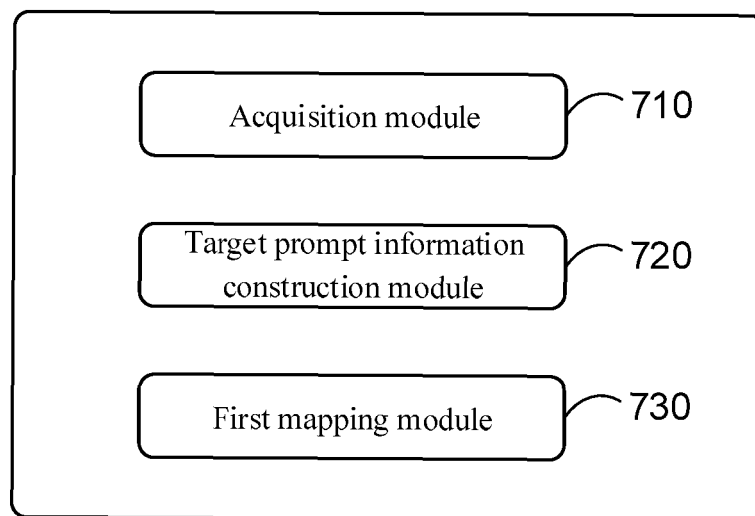 Acquisition module
710
Target prompt information
construction module
720
First mapping module
730